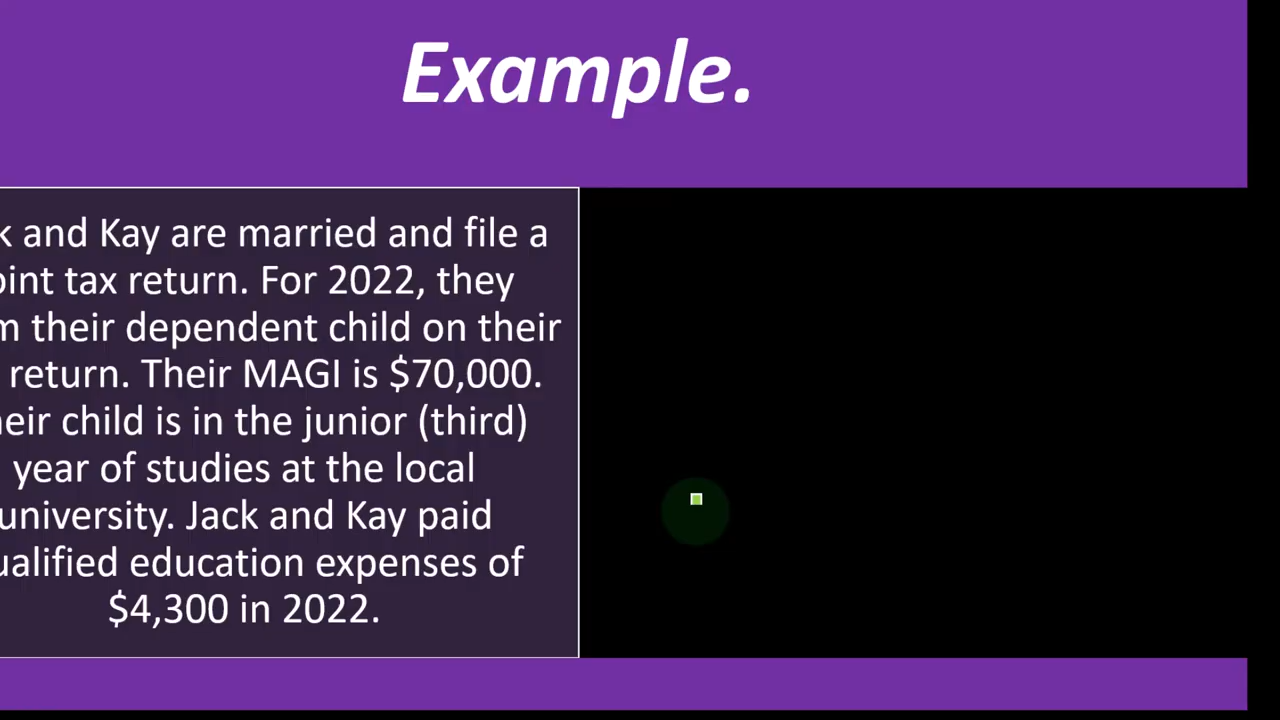 Example.
k and Kay are married and file a
oint tax return. For 2022, they
m their dependent child on their
return. Their MAGI is $70,000.
eir child is in the junior (third)
year of studies at the local
university. Jack and Kay paid
ualified education expenses of
$4,300 in 2022.